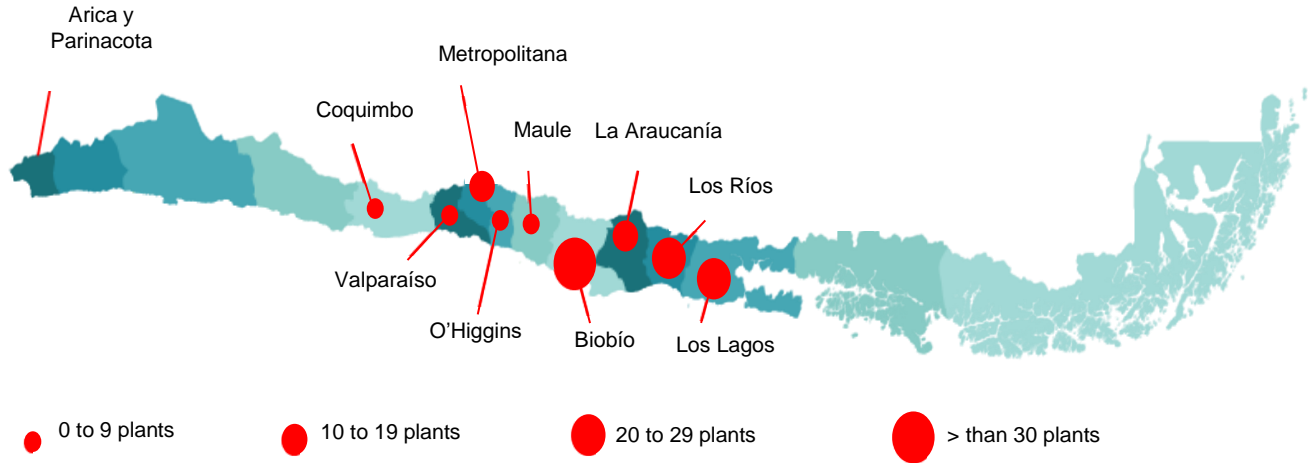 Arica y
Parinacota
Metropolitana
Coquimbo
Maule
La Araucanía
Los Ríos
Valparaíso
O’Higgins
Biobío
Los Lagos
0 to 9 plants
10 to 19 plants
20 to 29 plants
> than 30 plants